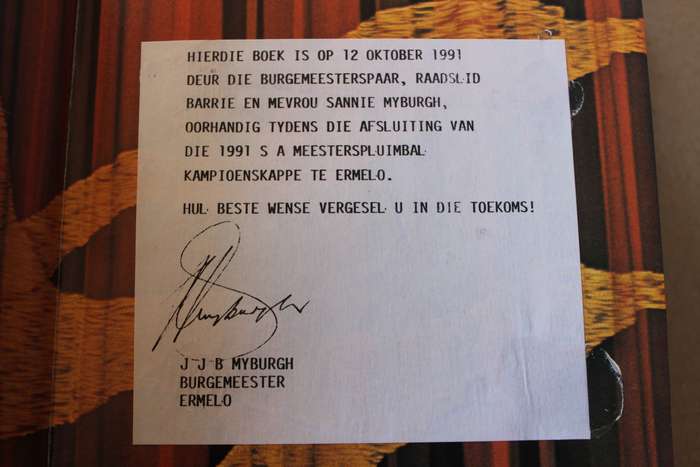 HIERDIE BOEK IS OP 12 OKTOBER 1991
DEUR DIE BURGEMEESTERSPAAR, RAADSLID
BARRIE EN MEVROU SANNIE MYBURGH,
OORHANDIG TYDENS DIE AFSLUITING VAN
DIE 1991 S A MEESTERSPLUIMBAL
KAMPIOENSKAPPE TE ERMELO.
HUL BESTE WENSE VERGESEL U IN DIE TOEKOMS!
J J B MYBURGH
BURGEMEESTER
ERMELO